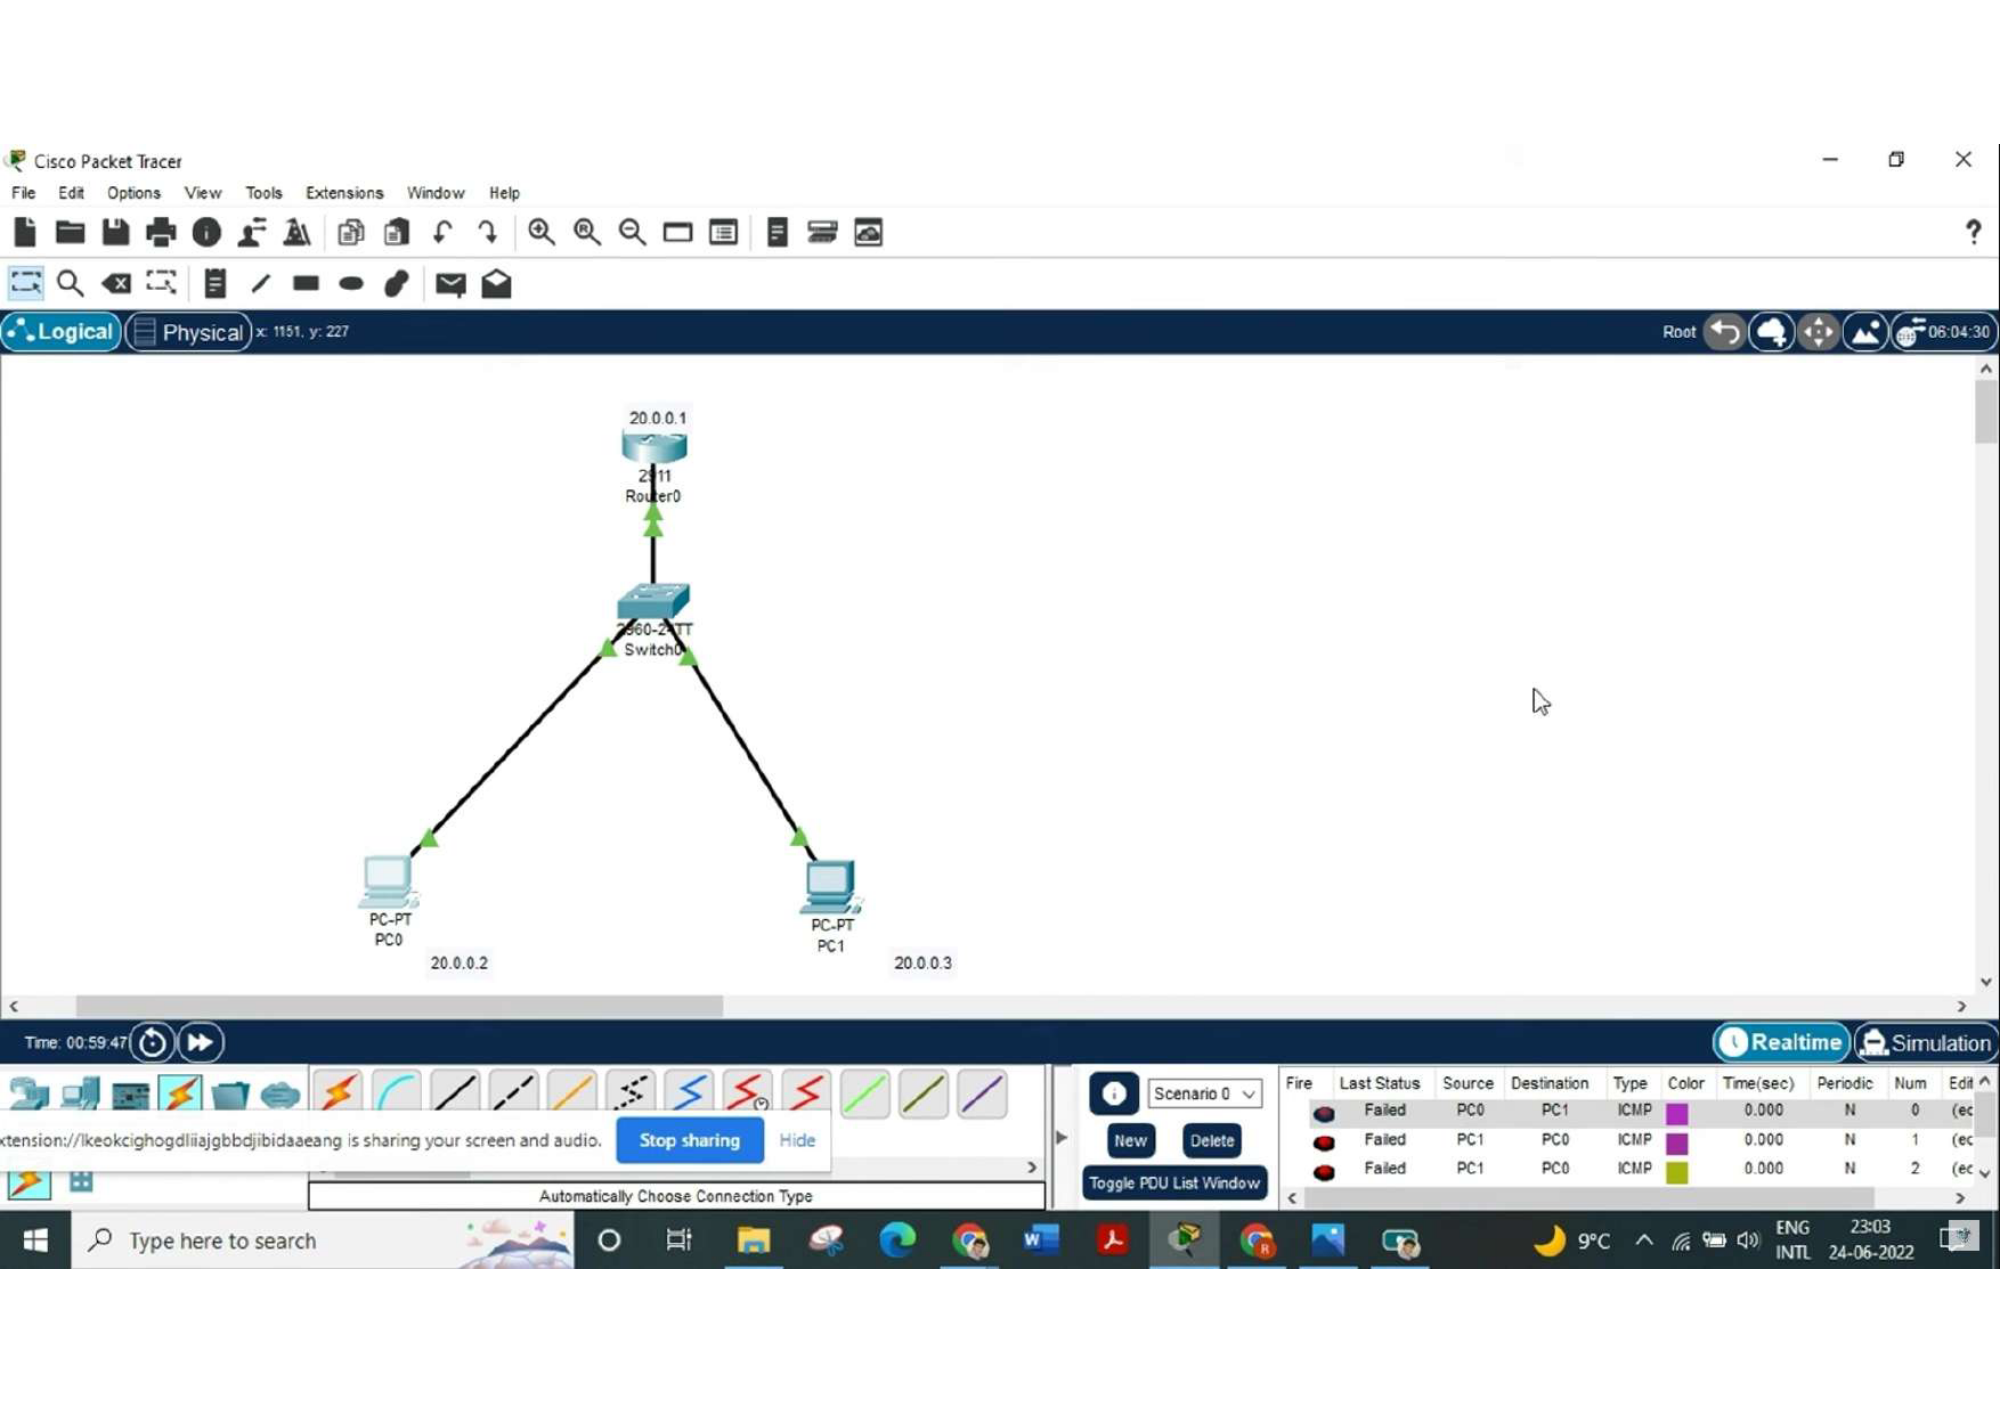 Cisco Packet Tracer
File Edit Options View Tools Extensions Window Help
?
Logical Physical x: 1151, y: 227 Root 06:04:30
20.0.0.1
2911
Router0
2960-24TT
Switch0
PC-PT
PC0
20.0.0.2
PC-PT
PC1
20.0.0.3
Time: 00:59:47 Realtime Simulation
Scenario 0
New Delete
Toggle PDU List Window
Fire Last Status Source Destination Type Color Time(sec) Periodic Num Edit
Failed PC0 PC1 ICMP 0.000 N 0 (ec
Failed PC1 PC0 ICMP 0.000 N 1 (ec
Failed PC1 PC0 ICMP 0.000 N 2 (ec
xtension://lkeokcighogdliiajgbbdjibidaaeang is sharing your screen and audio. Stop sharing Hide
Automatically Choose Connection Type
Type here to search
9°C ENG 23:03
INTL 24-06-2022